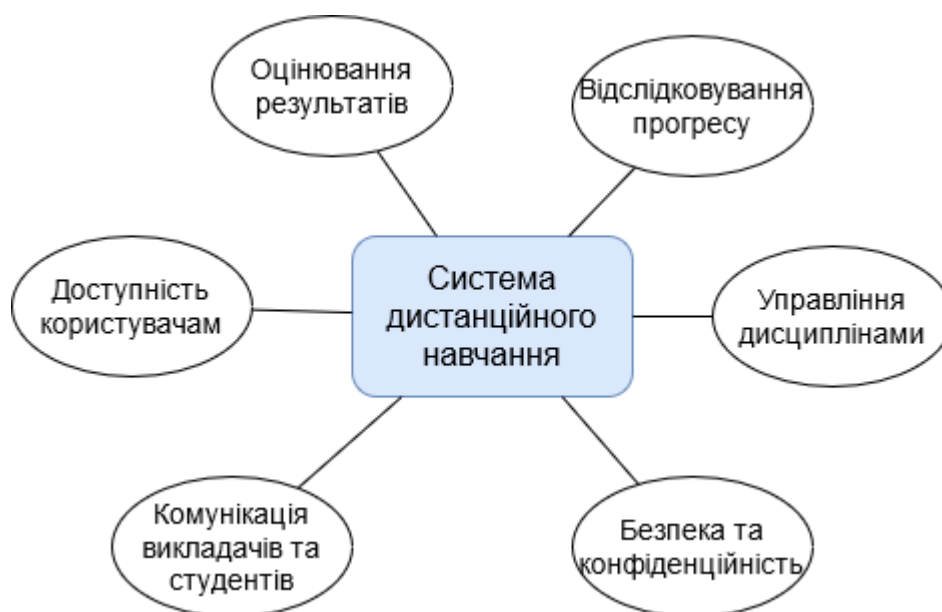 Оцінювання
результатів
Відслідковування
прогресу
Доступність
користувачам
Система
дистанційного
навчання
Управління
дисциплінами
Комунікація
викладачів та
студентів
Безпека та
конфіденційність